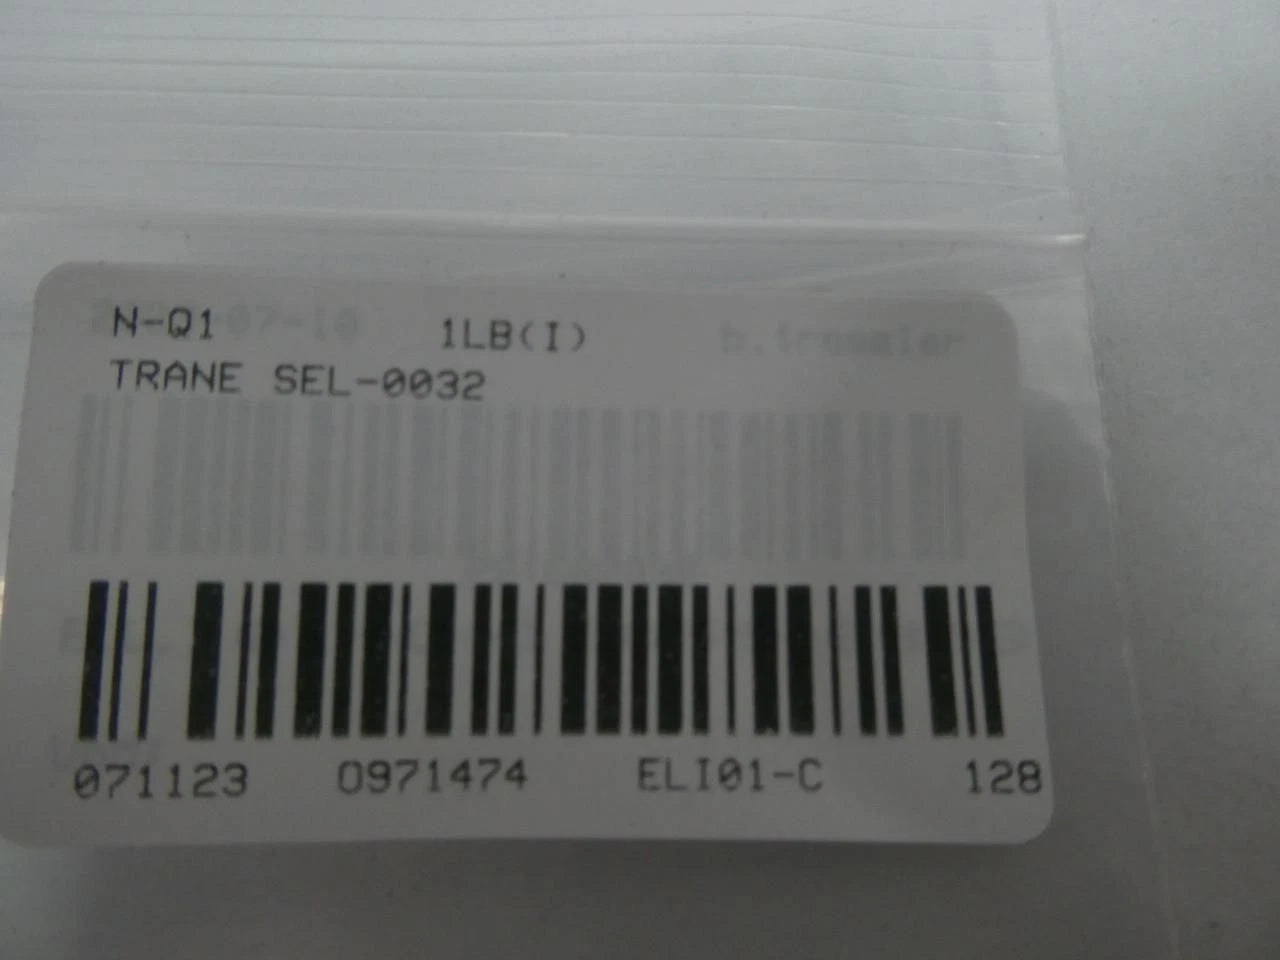 N-Q1 1LB(I)
TRANE SEL-0032
071123 0971474 ELI01-C 128